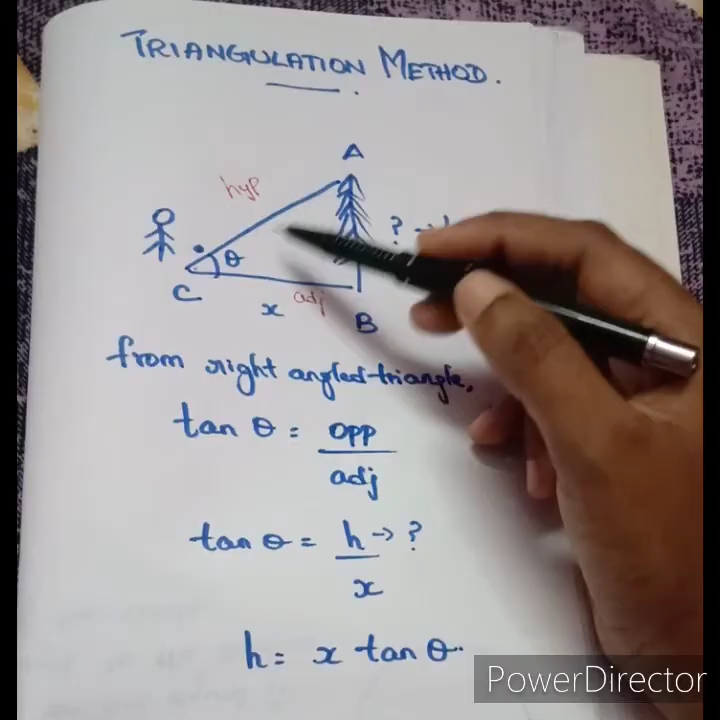 TRIANGULATION METHOD.
A
hyp
? →
θ
C
x
adj
B
from right angled triangle,
tan θ = opp
adj
tan θ = h → ?
x
h = x tan θ.
PowerDirector